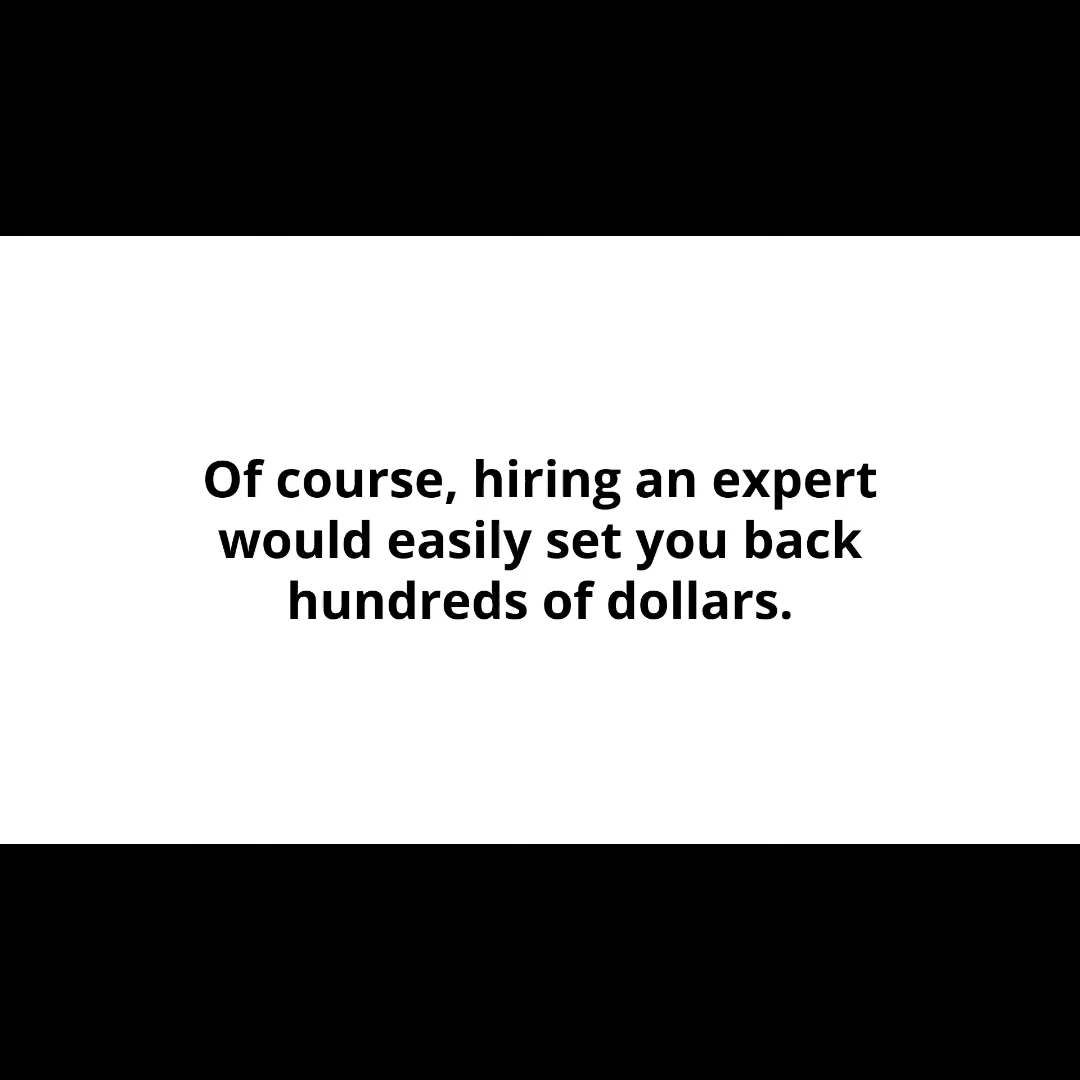 Of course, hiring an expert
would easily set you back
hundreds of dollars.